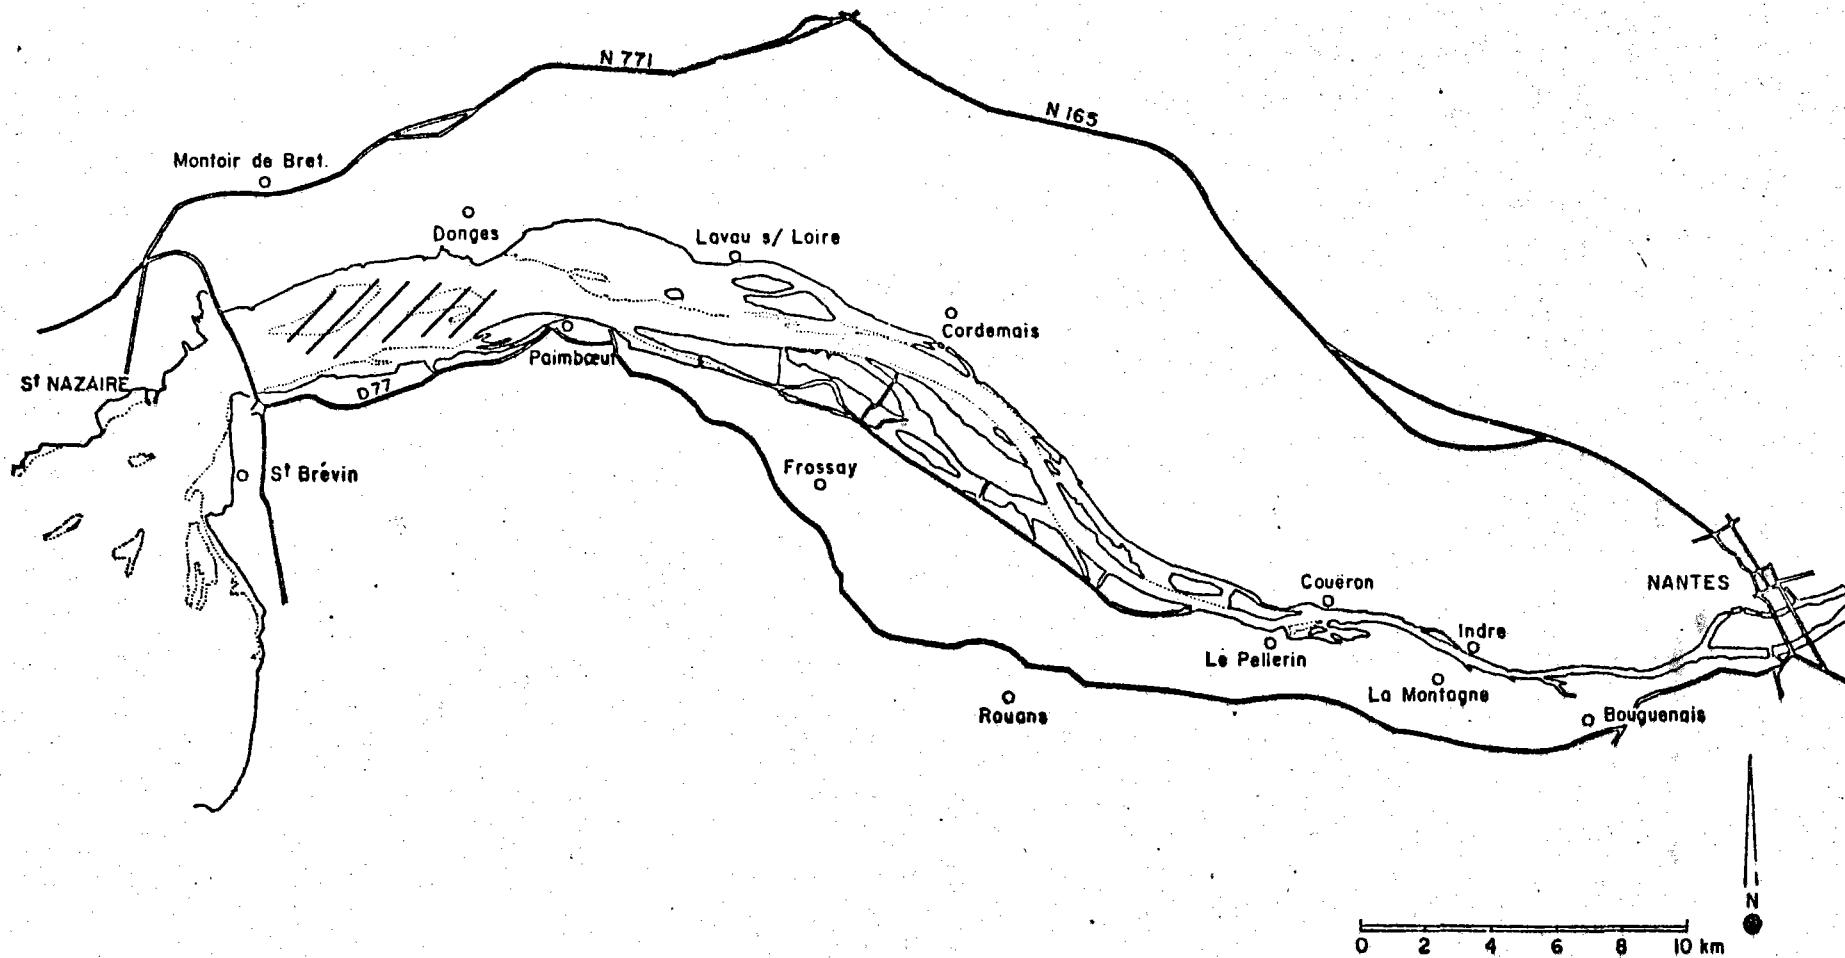 N 771
N 165
Montoir de Bret.
Donges
Lavau s/ Loire
Cordemais
Paimbœuf
St NAZAIRE
D 77
St Brévin
Frossay
Couëron
NANTES
Indre
Le Pellerin
La Montagne
Rouans
Bouguenais
N
0 2 4 6 8 10 km